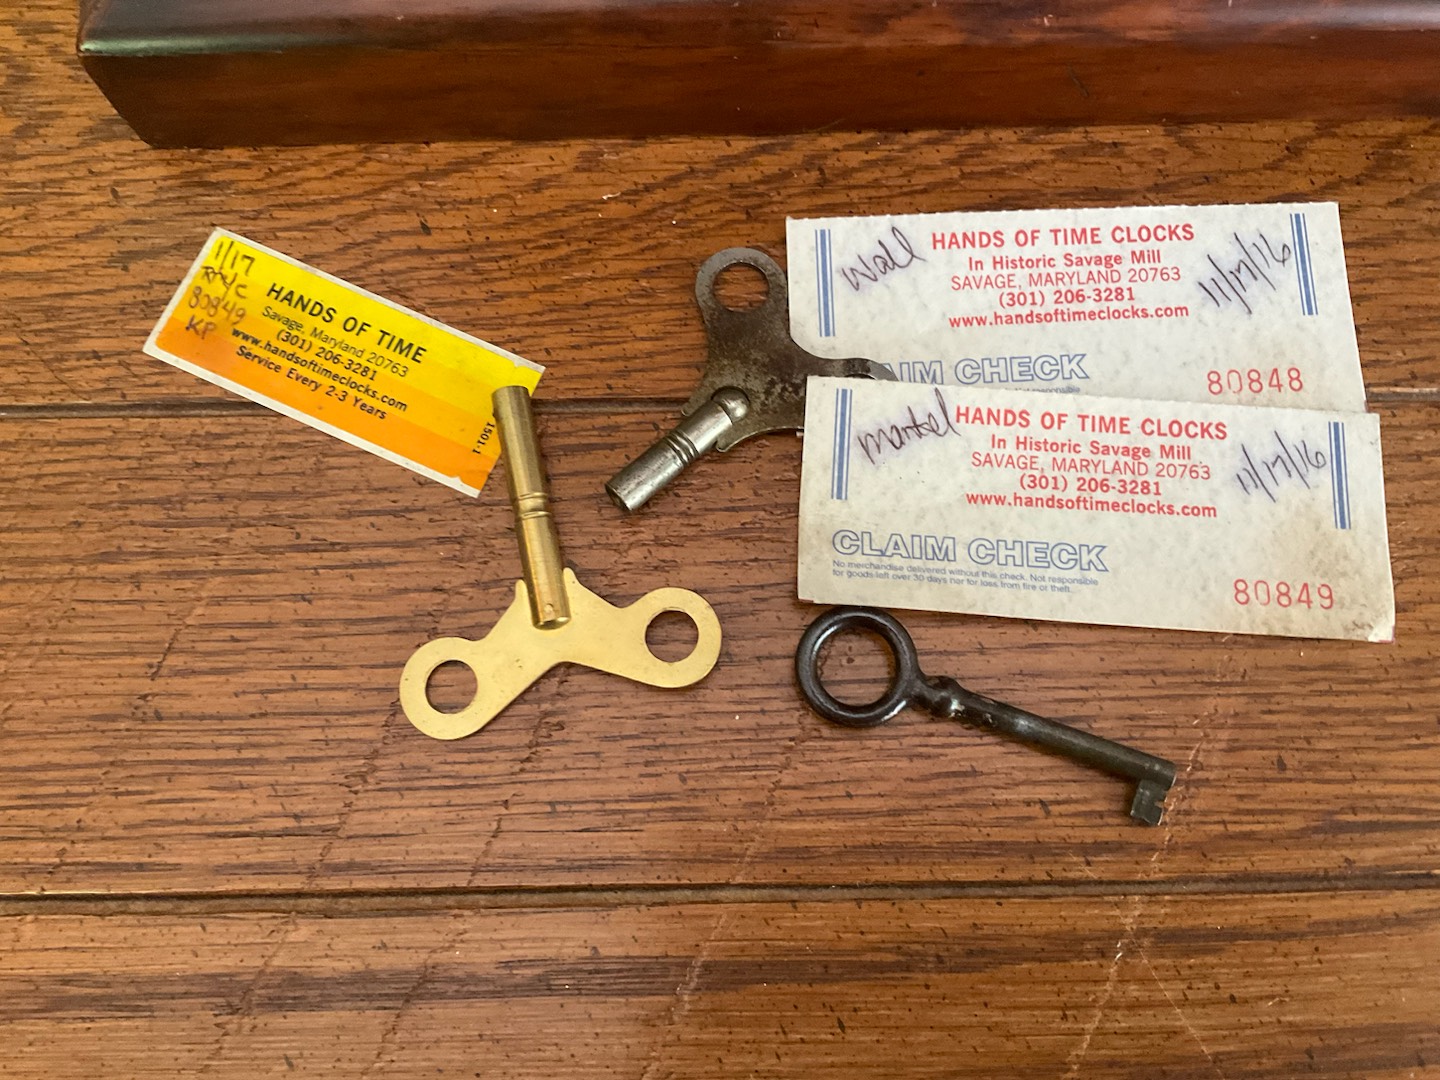 1/17
80849
KP
HANDS OF TIME
Savage, Maryland 20763
(301) 206-3281
www.handsoftimeclocks.com
Service Every 2-3 Years
1501-1
Wall
HANDS OF TIME CLOCKS
In Historic Savage Mill
SAVAGE, MARYLAND 20763
(301) 206-3281
www.handsoftimeclocks.com
11/17/16
AIM CHECK
responsible
80848
mantel
HANDS OF TIME CLOCKS
In Historic Savage Mill
SAVAGE, MARYLAND 20763
(301) 206-3281
www.handsoftimeclocks.com
11/17/16
CLAIM CHECK
No merchandise delivered without this check. Not responsible
for goods left over 30 days nor for loss from fire or theft.
80849